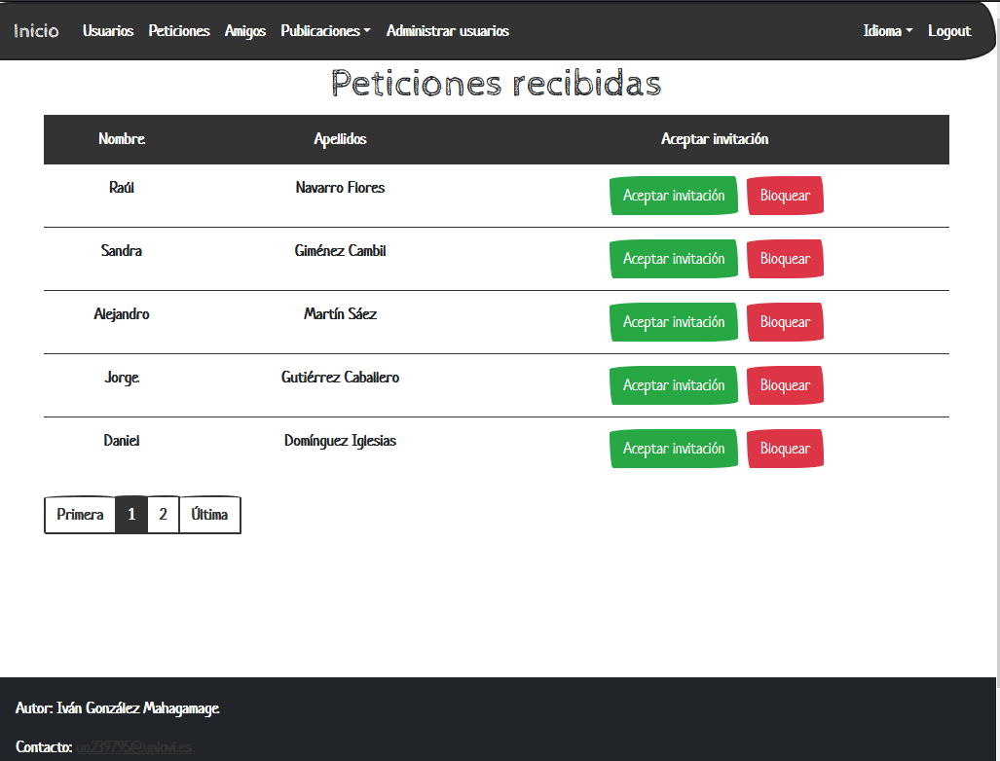 Inicio Usuarios Peticiones Amigos Publicaciones Administrar usuarios Idioma Logout
Peticiones recibidas
Nombre Apellidos Aceptar invitación
Raúl Navarro Flores Aceptar invitación Bloquear
Sandra Giménez Cambil Aceptar invitación Bloquear
Alejandro Martín Sáez Aceptar invitación Bloquear
Jorge Gutiérrez Caballero Aceptar invitación Bloquear
Daniel Domínguez Iglesias Aceptar invitación Bloquear
Primera 1 2 Última
Autor: Iván González Mahagamage
Contacto: uo239795@uniovi.es